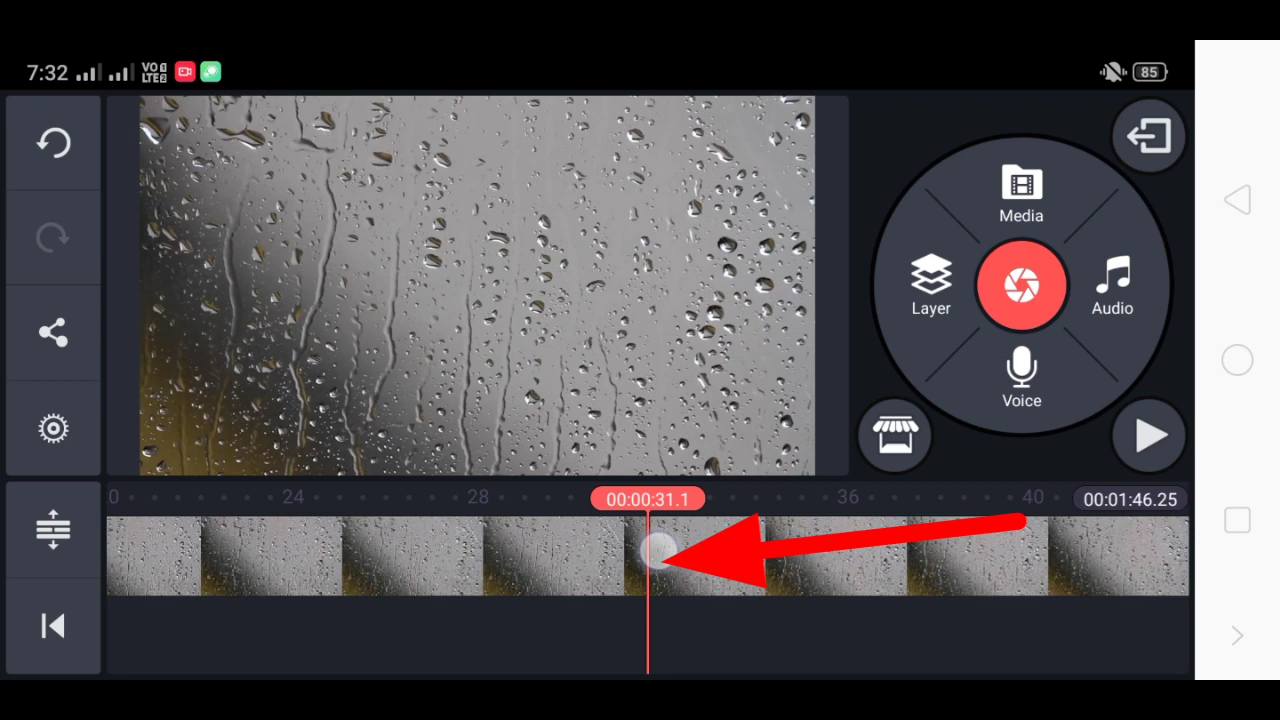 7:32
VO
LTE
85
Media
Layer
Audio
Voice
0
24
28
00:00:31.1
36
40
00:01:46.25